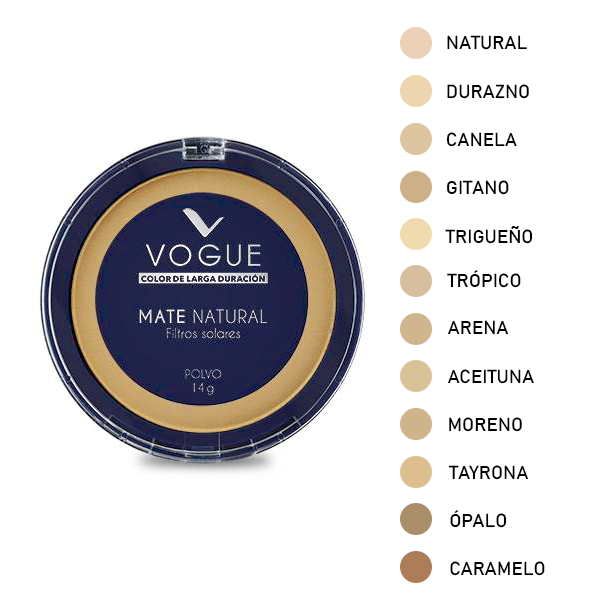 VOGUE
COLOR DE LARGA DURACIÓN
MATE NATURAL
Filtros solares
POLVO
14g
NATURAL
DURAZNO
CANELA
GITANO
TRIGUEÑO
TRÓPICO
ARENA
ACEITUNA
MORENO
TAYRONA
ÓPALO
CARAMELO